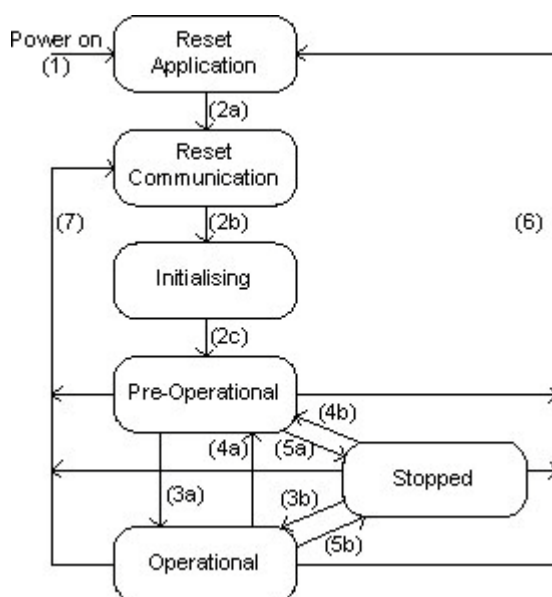 Power on
(1)
Reset
Application
(2a)
Reset
Communication
(7)
(2b)
(6)
Initialising
(2c)
Pre-Operational
(4b)
(4a)
(5a)
Stopped
(3a)
(3b)
(5b)
Operational